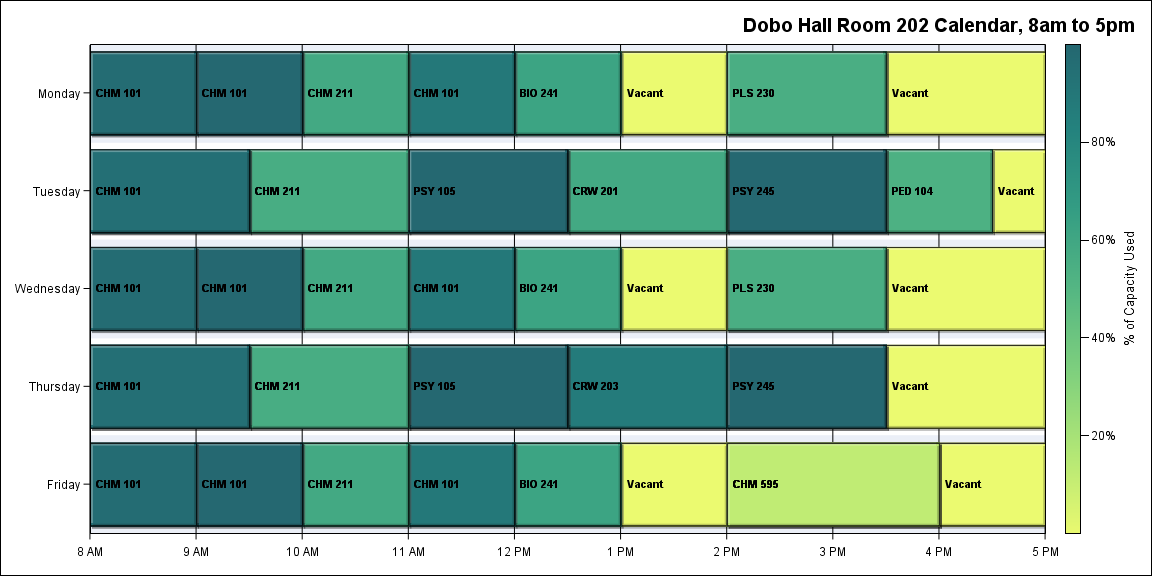 Dobo Hall Room 202 Calendar, 8am to 5pm
Monday CHM 101 CHM 101 CHM 211 CHM 101 BIO 241 Vacant PLS 230 Vacant
80%
Tuesday CHM 101 CHM 211 PSY 105 CRW 201 PSY 245 PED 104 Vacant
60%
Wednesday CHM 101 CHM 101 CHM 211 CHM 101 BIO 241 Vacant PLS 230 Vacant
% of Capacity Used
40%
Thursday CHM 101 CHM 211 PSY 105 CRW 203 PSY 245 Vacant
20%
Friday CHM 101 CHM 101 CHM 211 CHM 101 BIO 241 Vacant CHM 595 Vacant
8 AM 9 AM 10 AM 11 AM 12 PM 1 PM 2 PM 3 PM 4 PM 5 PM